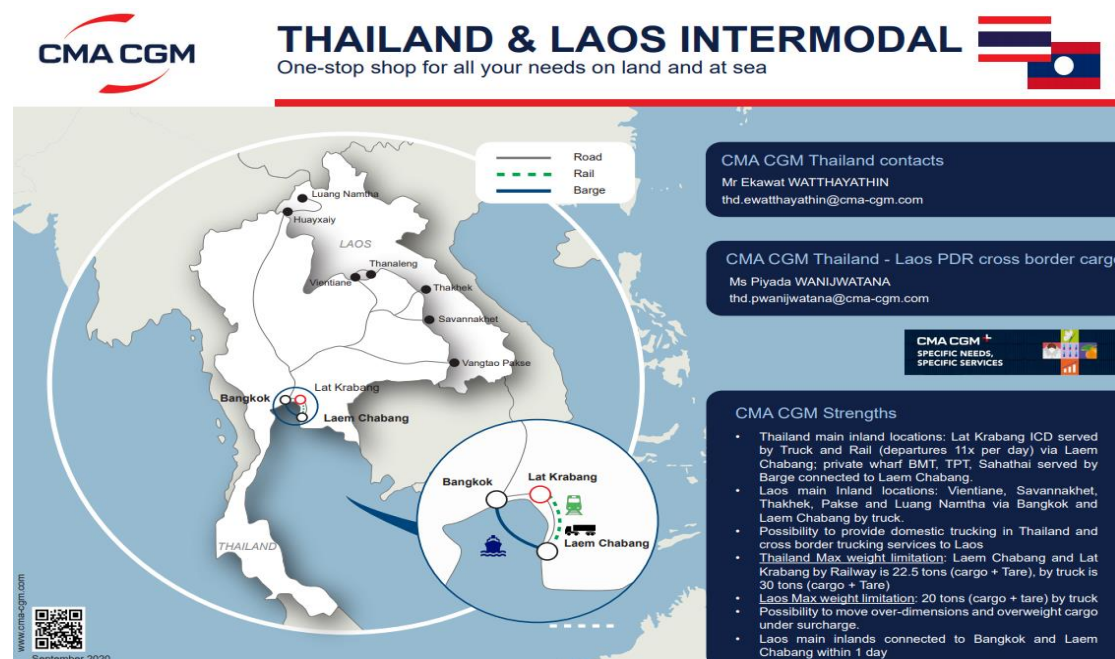 CMA CGM
THAILAND & LAOS INTERMODAL
One-stop shop for all your needs on land and at sea
Road
Rail
Barge
Luang Namtha
Huayxaiy
LAOS
Thanaleng
Vientiane
Thakhek
Savannakhet
Vangtao Pakse
Lat Krabang
Bangkok
Laem Chabang
Bangkok
Lat Krabang
Laem Chabang
THAILAND
www.cma-cgm.com
September 2020
CMA CGM Thailand contacts
Mr Ekawat WATTHAYATHIN
thd.ewatthayathin@cma-cgm.com
CMA CGM Thailand - Laos PDR cross border cargo
Ms Piyada WANIJWATANA
thd.pwanijwatana@cma-cgm.com
CMA CGM+
SPECIFIC NEEDS,
SPECIFIC SERVICES
CMA CGM Strengths
• Thailand main inland locations: Lat Krabang ICD served
by Truck and Rail (departures 11x per day) via Laem
Chabang; private wharf BMT, TPT, Sahathai served by
Barge connected to Laem Chabang.
• Laos main Inland locations: Vientiane, Savannakhet,
Thakhek, Pakse and Luang Namtha via Bangkok and
Laem Chabang by truck.
• Possibility to provide domestic trucking in Thailand and
cross border trucking services to Laos
• Thailand Max weight limitation: Laem Chabang and Lat
Krabang by Railway is 22.5 tons (cargo + Tare), by truck is
30 tons (cargo + Tare)
• Laos Max weight limitation: 20 tons (cargo + tare) by truck
• Possibility to move over-dimensions and overweight cargo
under surcharge.
• Laos main inlands connected to Bangkok and Laem
Chabang within 1 day